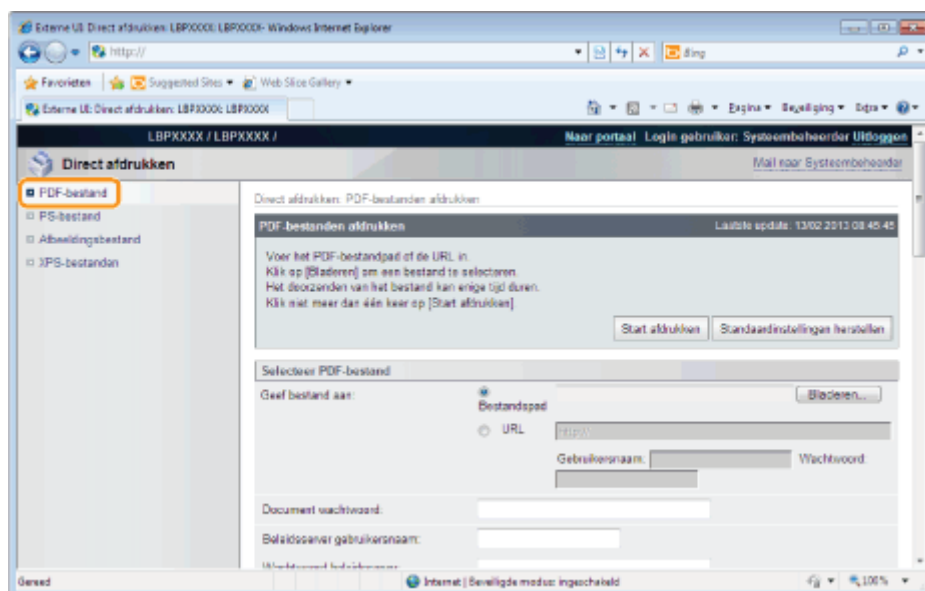 Externe UI: Direct afdrukken: LBPXXXX: LBPXXXX - Windows Internet Explorer
http://
Bing
Favorieten
Suggested Sites
Web Slice Gallery
Externe UI: Direct afdrukken: LBPXXXX: LBPXXXX
Pagina
Beveiliging
Extra
LBPXXXX / LBPXXXX /
Naar portaal Login gebruiker: Systeembeheerder Uitloggen
Direct afdrukken
Mail naar Systeembeheerder
PDF-bestand
PS-bestand
Afbeeldingsbestand
XPS-bestanden
Direct afdrukken: PDF-bestanden afdrukken
PDF-bestanden afdrukken
Laatste update: 13/02 2013 08:45:45
Voer het PDF-bestandpad of de URL in.
Klik op [Bladeren] om een bestand te selecteren.
Het doorzenden van het bestand kan enige tijd duren.
Klik niet meer dan één keer op [Start afdrukken]
Start afdrukken
Standaardinstellingen herstellen
Selecteer PDF-bestand
Geef bestand aan:
Bestandspad
Bladeren...
URL
http://
Gebruikersnaam:
Wachtwoord:
Document wachtwoord:
Beleidsserver gebruikersnaam:
Wachtwoord beleidsserver:
Gereed
Internet | Beveiligde modus: ingeschakeld
100%